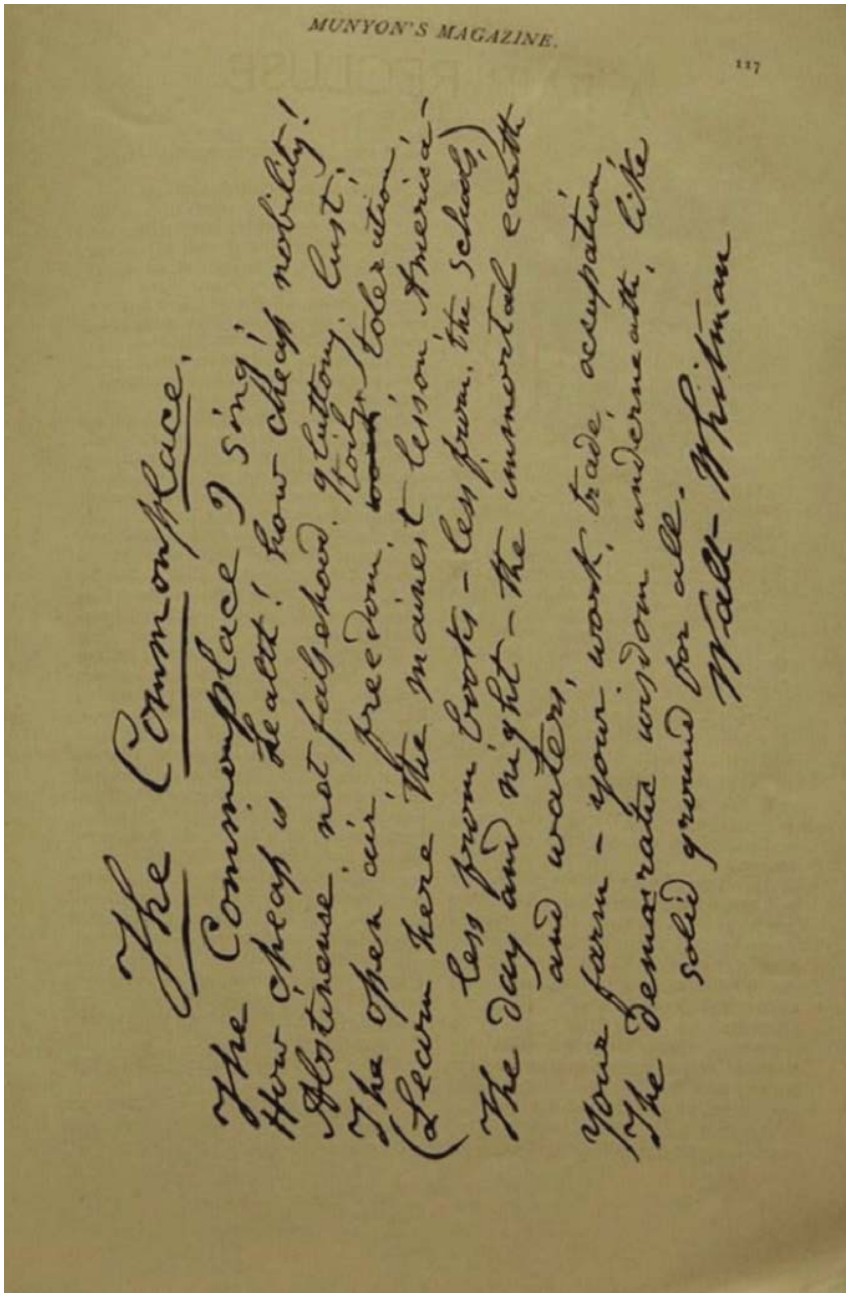 MUNYON'S MAGAZINE.
117
The Commonplace.
The Commonplace I sing;
How cheap is health! how cheap nobility!
Abstinence, not falsehood, gluttony, lust;
toil,
The open air, freedom, work toleration,
(Learn here the mainest lesson, America –
less from books – less from the schools,)
The day and night – the immortal earth
and waters,
Your farm – your work, trade, occupation,
The democratic wisdom underneath, like
solid ground for all.
Walt Whitman